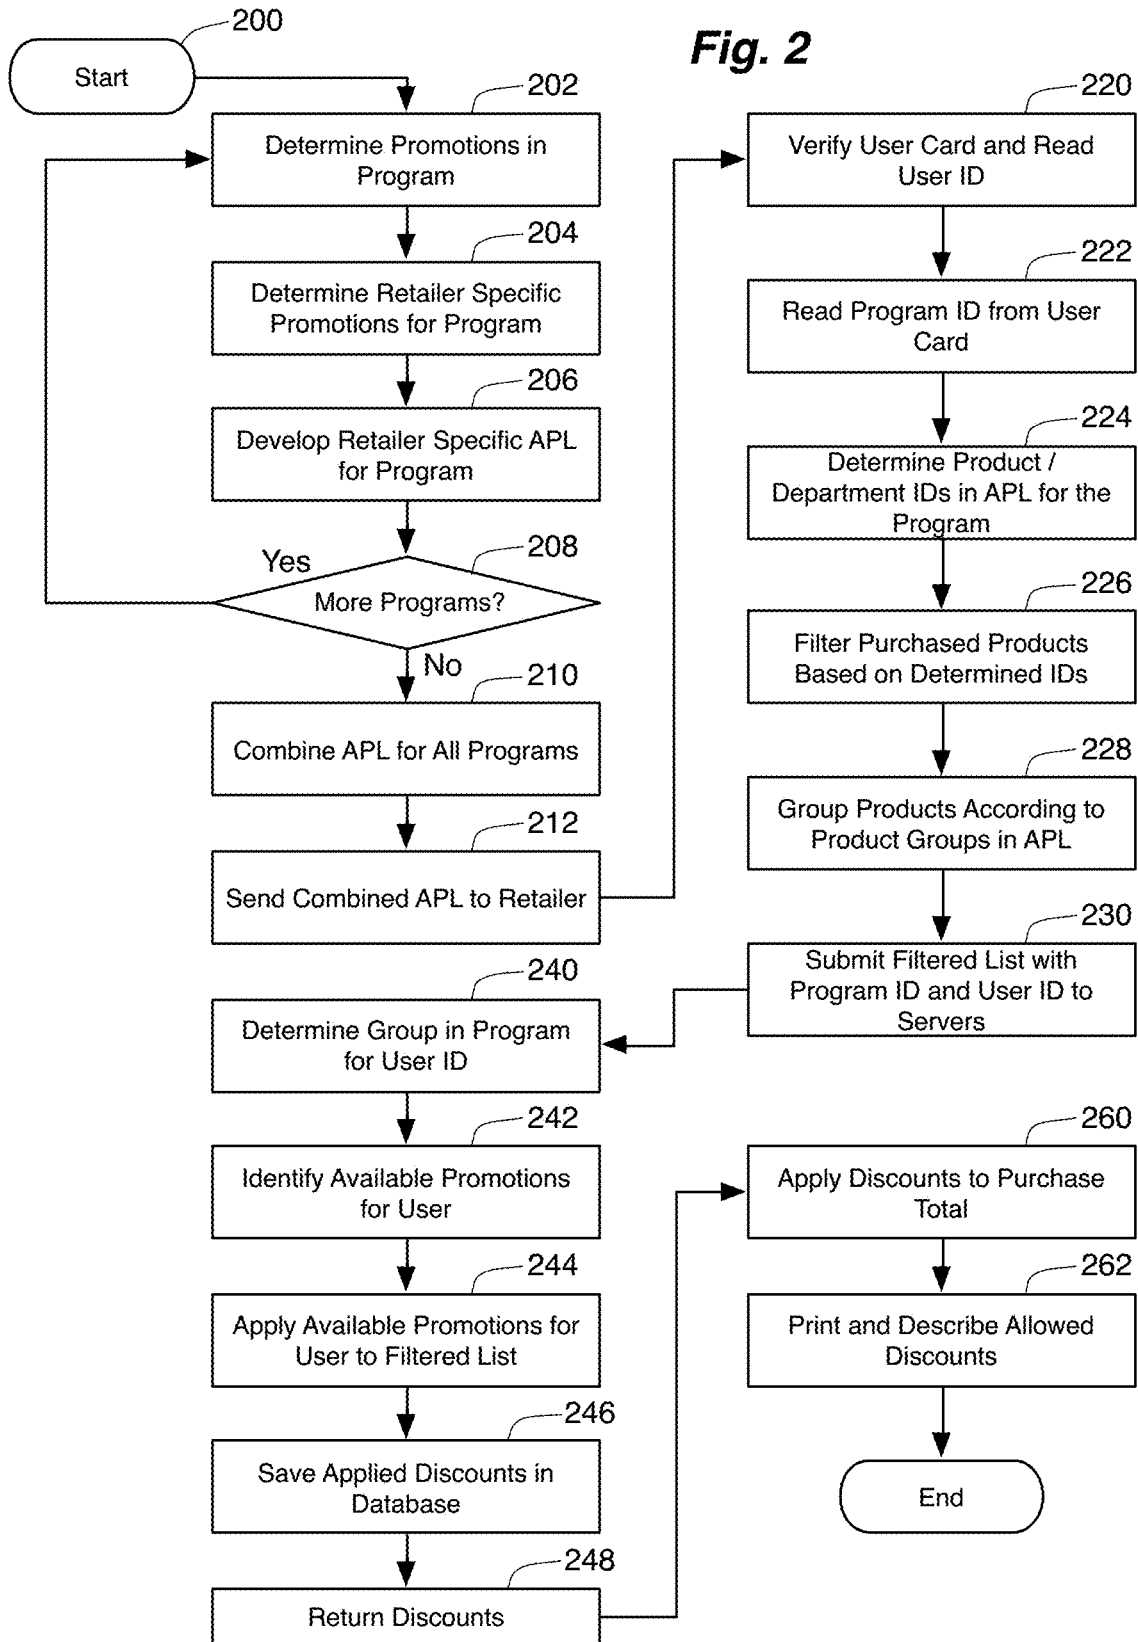 Fig. 2
200
Start
202
Determine Promotions in
Program
204
Determine Retailer Specific
Promotions for Program
206
Develop Retailer Specific APL
for Program
208
Yes
More Programs?
No
210
Combine APL for All Programs
212
Send Combined APL to Retailer
220
Verify User Card and Read
User ID
222
Read Program ID from User
Card
224
Determine Product /
Department IDs in APL for the
Program
226
Filter Purchased Products
Based on Determined IDs
228
Group Products According to
Product Groups in APL
230
Submit Filtered List with
Program ID and User ID to
Servers
240
Determine Group in Program
for User ID
242
Identify Available Promotions
for User
244
Apply Available Promotions for
User to Filtered List
246
Save Applied Discounts in
Database
248
Return Discounts
260
Apply Discounts to Purchase
Total
262
Print and Describe Allowed
Discounts
End